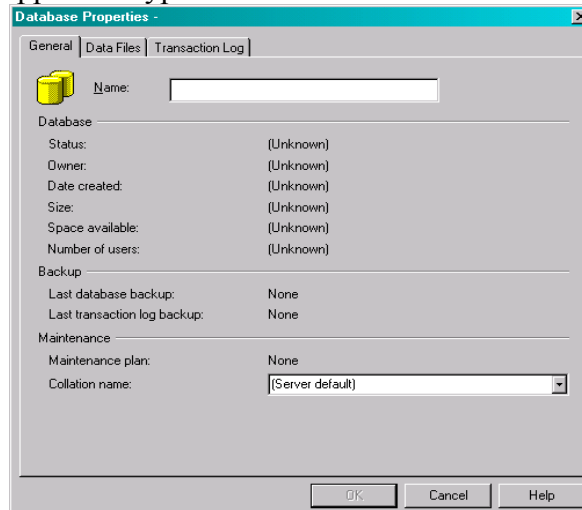 Database Properties -
General Data Files Transaction Log
Name:
Database
Status: (Unknown)
Owner: (Unknown)
Date created: (Unknown)
Size: (Unknown)
Space available: (Unknown)
Number of users: (Unknown)
Backup
Last database backup: None
Last transaction log backup: None
Maintenance
Maintenance plan: None
Collation name: (Server default)
OK Cancel Help